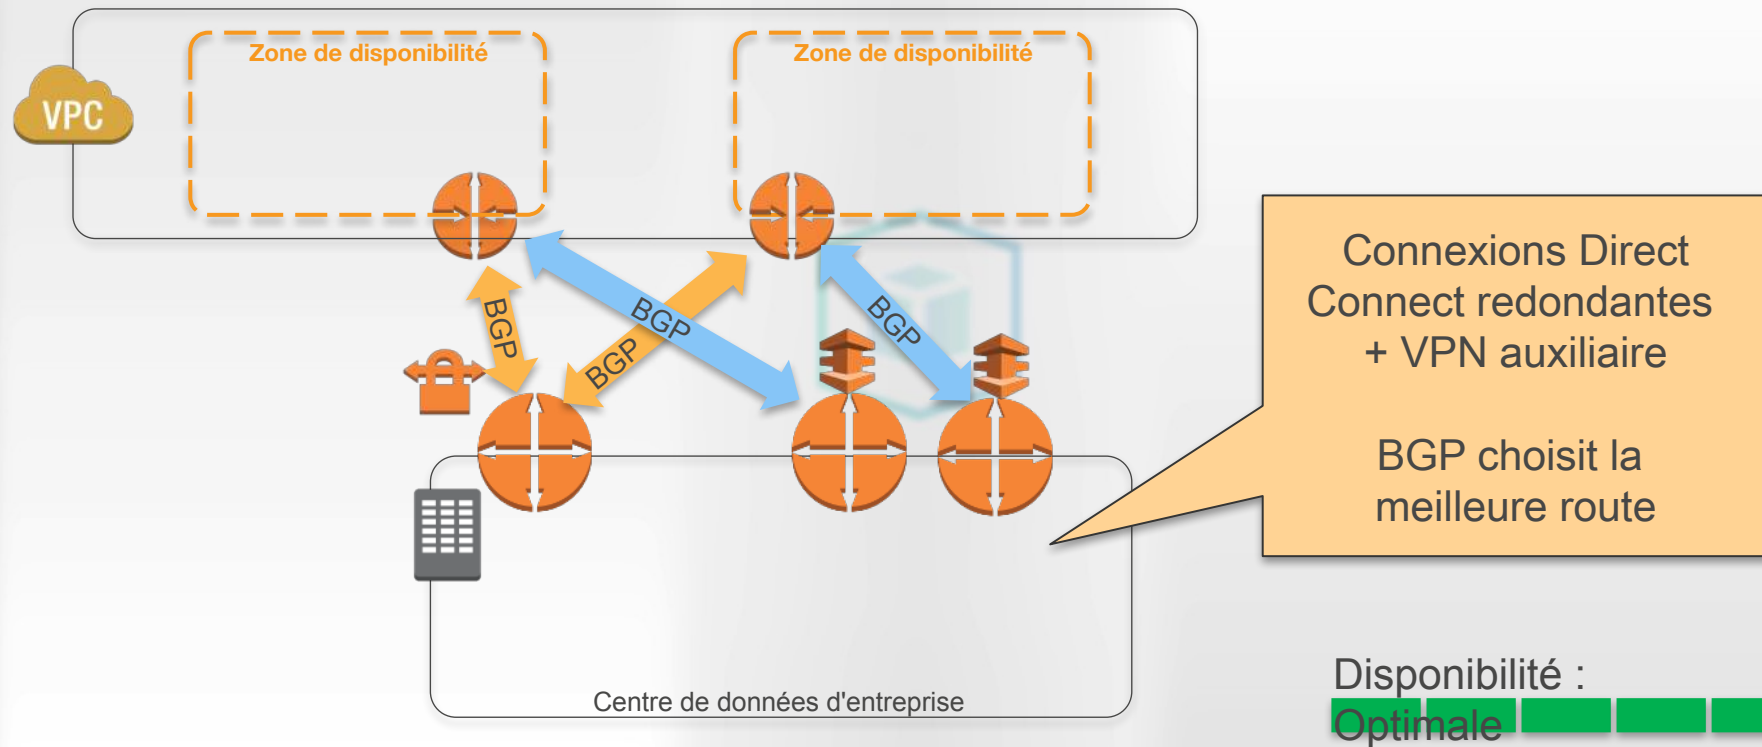 Zone de disponibilité
Zone de disponibilité
VPC
BGP
BGP
BGP
BGP
Connexions Direct
Connect redondantes
+ VPN auxiliaire
BGP choisit la
meilleure route
Centre de données d'entreprise
Disponibilité :
Optimale